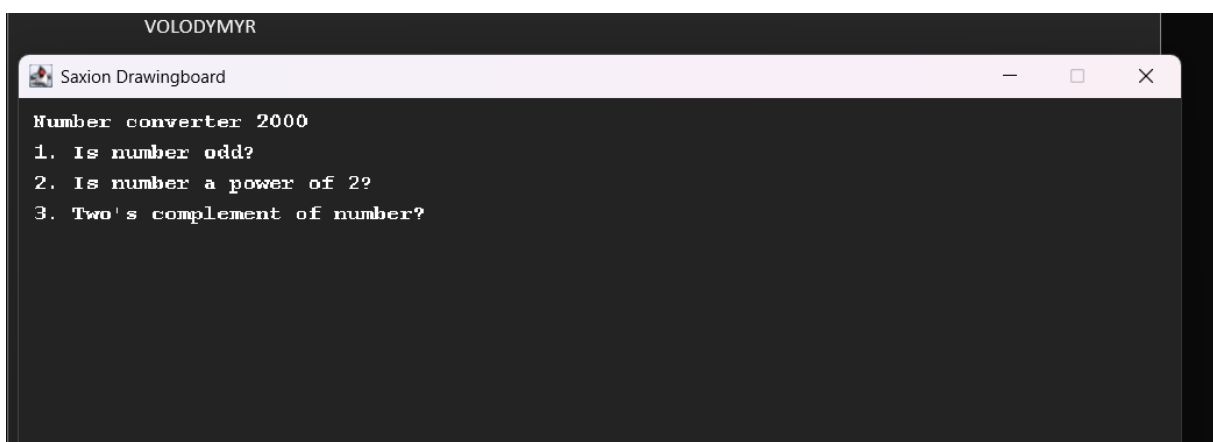 VOLODYMYR
Saxion Drawingboard
Number converter 2000
1. Is number odd?
2. Is number a power of 2?
3. Two's complement of number?